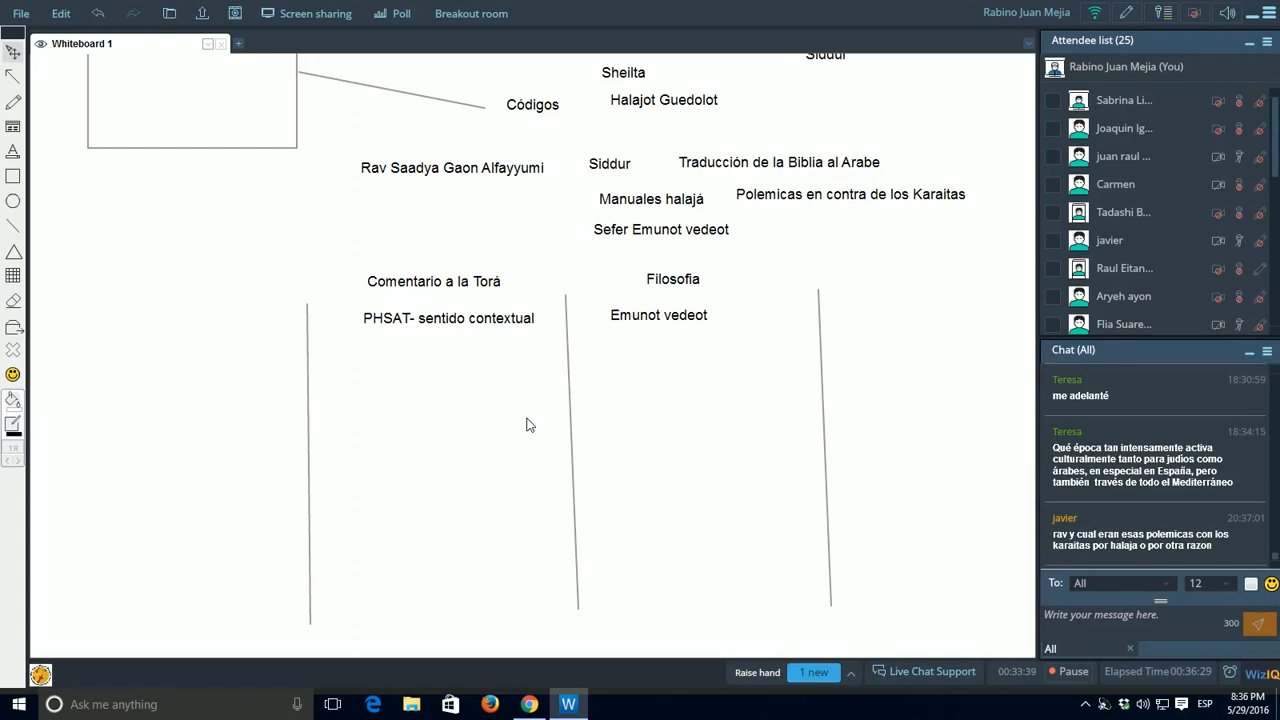 File
Edit
Screen sharing
Poll
Breakout room
Rabino Juan Mejia
Whiteboard 1
Siddur
Sheilta
Halajot Guedolot
Códigos
Rav Saadya Gaon Alfayyumi
Siddur
Traducción de la Biblia al Arabe
Manuales halajá
Polemicas en contra de los Karaitas
Sefer Emunot vedeot
Comentario a la Torá
Filosofia
PHSAT- sentido contextual
Emunot vedeot
Attendee list (25)
Rabino Juan Mejia (You)
Sabrina Li...
Joaquin Ig...
juan raul ...
Carmen
Tadashi B...
javier
Raul Eitan...
Aryeh ayon
Flia Suare...
Chat (All)
Teresa 18:30:59
me adelanté
Teresa 18:34:15
Qué época tan intensamente activa
culturalmente tanto para judíos como
árabes, en especial en España, pero
también través de todo el Mediterráneo
javier 20:37:01
rav y cual eran esas polemicas con los
karaitas por halaja o por otra razon
To: All 12
Write your message here.
300
All
18
Raise hand
1 new
Live Chat Support
00:33:39
Pause
Elapsed Time 00:36:29
WizIQ
Ask me anything
ESP
8:36 PM
5/29/2016